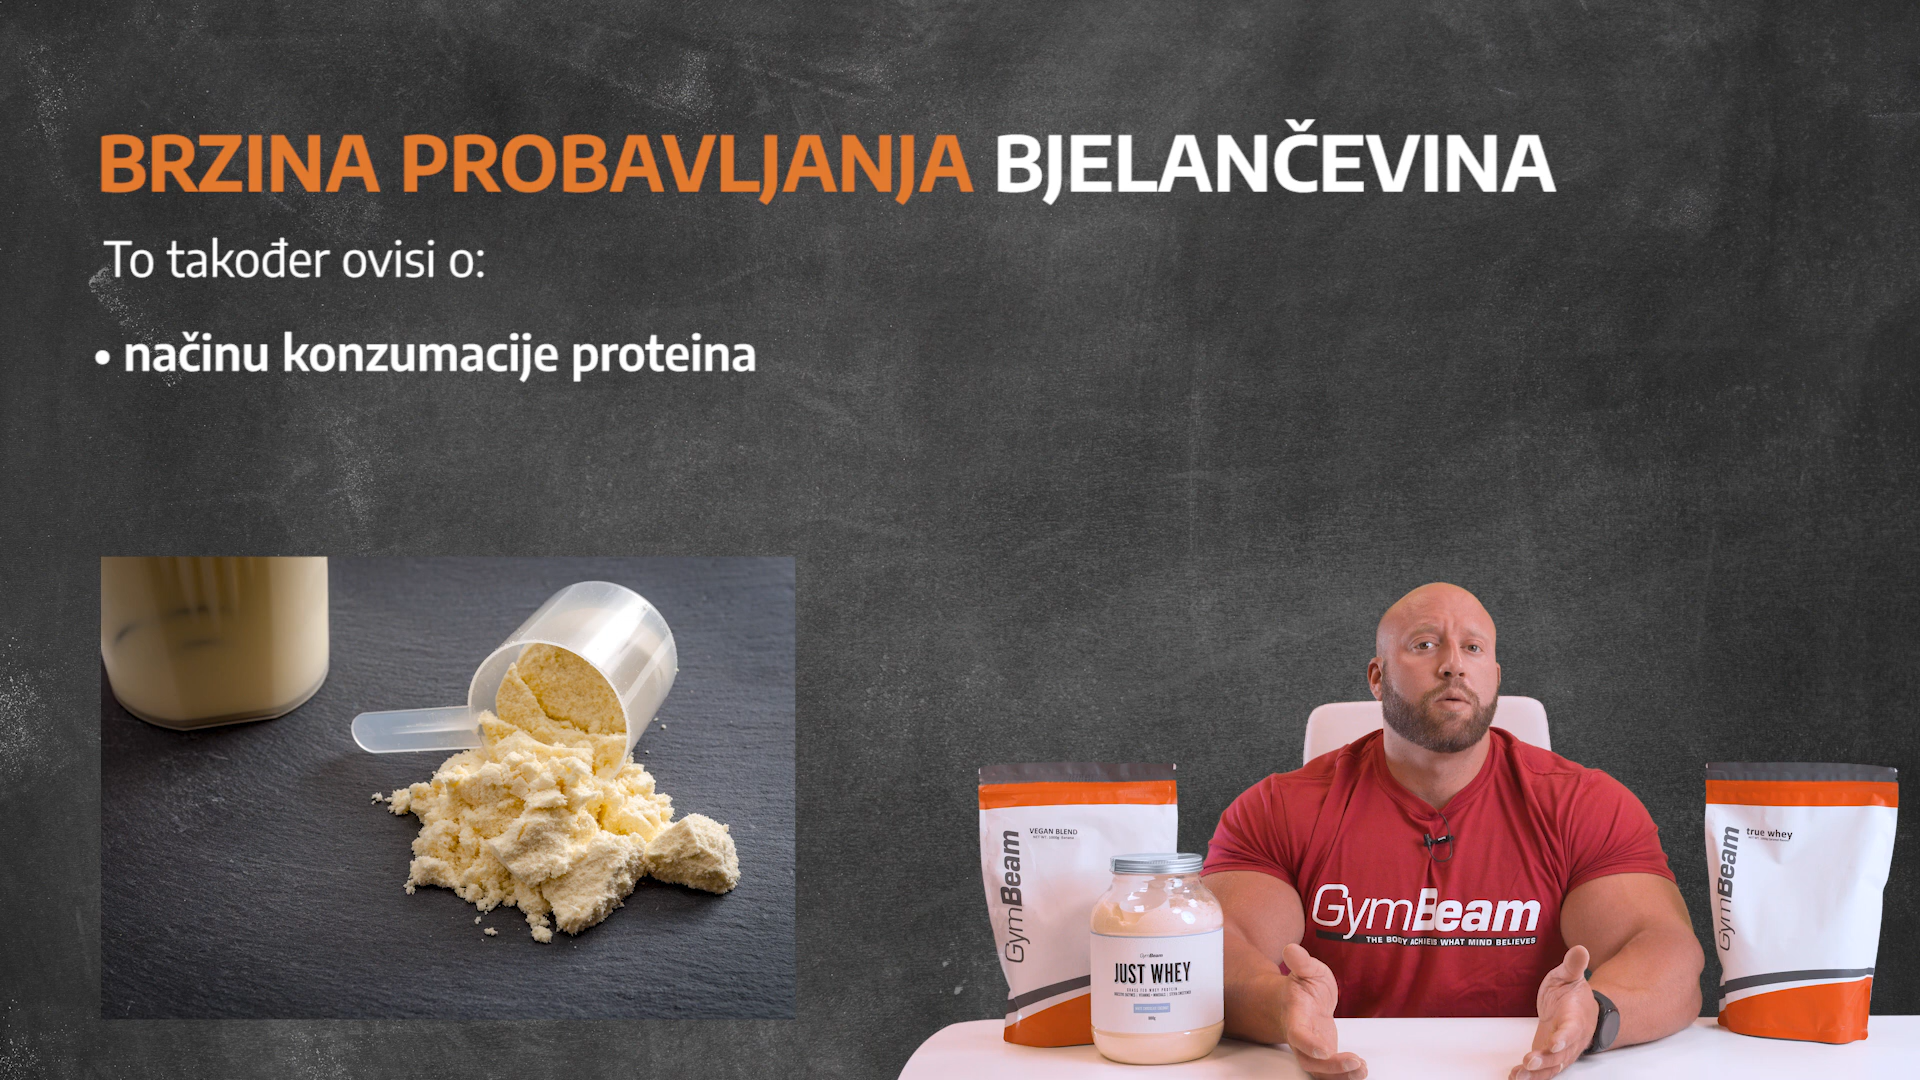 BRZINA PROBAVLJANJA BJELANČEVINA
To također ovisi o:
• načinu konzumacije proteina
VEGAN BLEND
GymBeam
GymBeam
JUST WHEY
GymBeam
THE BODY ACHIEVES WHAT MIND BELIEVES
true whey
GymBeam